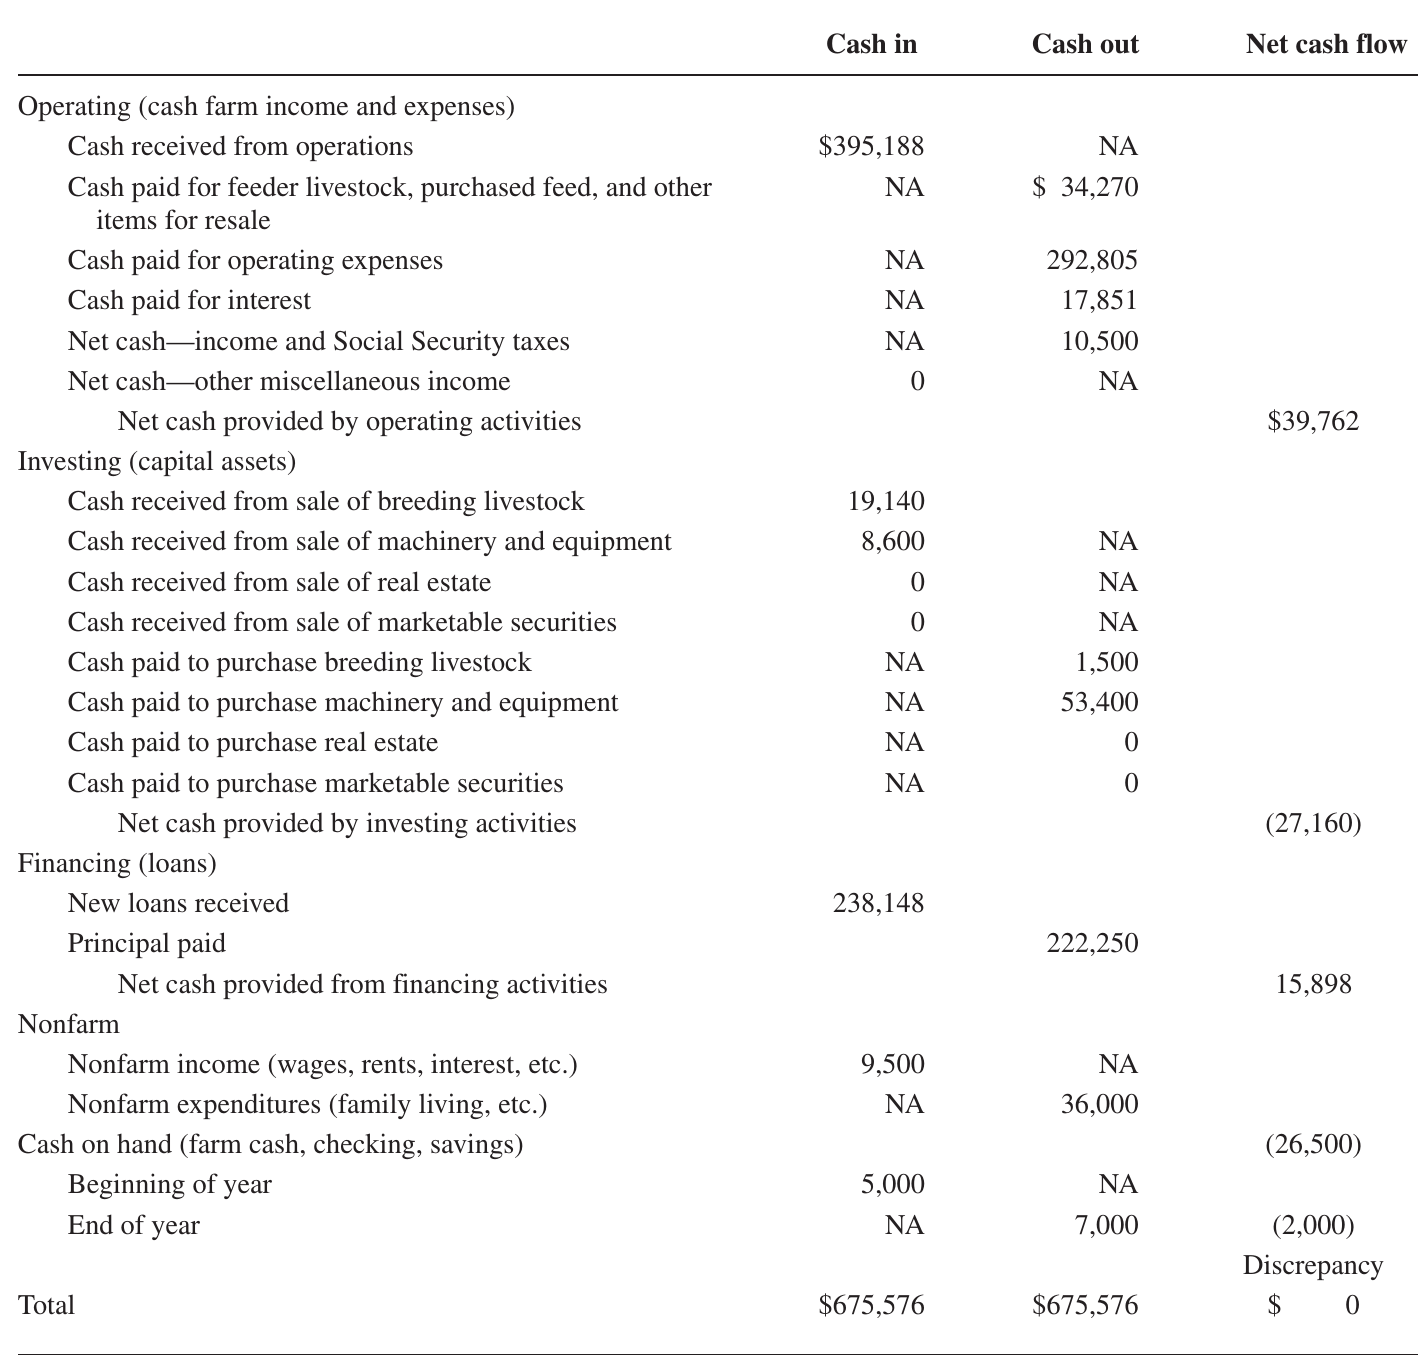 Cash in Cash out Net cash flow
Operating (cash farm income and expenses)
Cash received from operations $395,188 NA
Cash paid for feeder livestock, purchased feed, and other NA $ 34,270
items for resale
Cash paid for operating expenses NA 292,805
Cash paid for interest NA 17,851
Net cash—income and Social Security taxes NA 10,500
Net cash—other miscellaneous income 0 NA
Net cash provided by operating activities $39,762
Investing (capital assets)
Cash received from sale of breeding livestock 19,140
Cash received from sale of machinery and equipment 8,600 NA
Cash received from sale of real estate 0 NA
Cash received from sale of marketable securities 0 NA
Cash paid to purchase breeding livestock NA 1,500
Cash paid to purchase machinery and equipment NA 53,400
Cash paid to purchase real estate NA 0
Cash paid to purchase marketable securities NA 0
Net cash provided by investing activities (27,160)
Financing (loans)
New loans received 238,148
Principal paid 222,250
Net cash provided from financing activities 15,898
Nonfarm
Nonfarm income (wages, rents, interest, etc.) 9,500 NA
Nonfarm expenditures (family living, etc.) NA 36,000
Cash on hand (farm cash, checking, savings) (26,500)
Beginning of year 5,000 NA
End of year NA 7,000 (2,000)
Discrepancy
Total $675,576 $675,576 $ 0